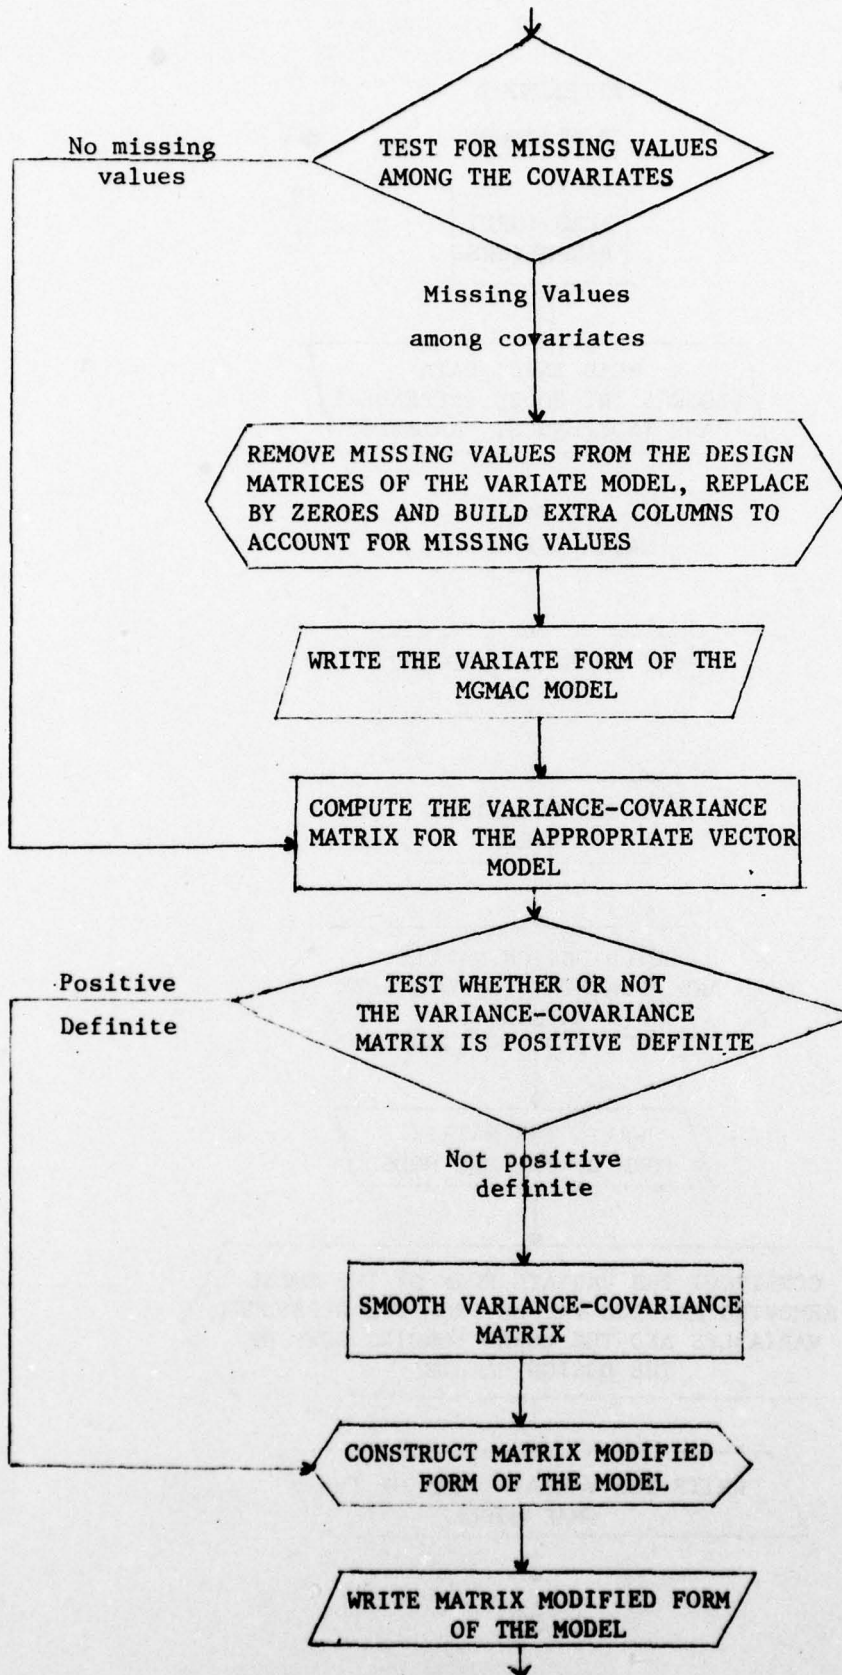 TEST FOR MISSING VALUES
AMONG THE COVARIATES
No missing
values
Missing Values
among covariates
REMOVE MISSING VALUES FROM THE DESIGN
MATRICES OF THE VARIATE MODEL, REPLACE
BY ZEROES AND BUILD EXTRA COLUMNS TO
ACCOUNT FOR MISSING VALUES
WRITE THE VARIATE FORM OF THE
MGMAC MODEL
COMPUTE THE VARIANCE-COVARIANCE
MATRIX FOR THE APPROPRIATE VECTOR
MODEL
TEST WHETHER OR NOT
THE VARIANCE-COVARIANCE
MATRIX IS POSITIVE DEFINITE
Positive
Definite
Not positive
definite
SMOOTH VARIANCE-COVARIANCE
MATRIX
CONSTRUCT MATRIX MODIFIED
FORM OF THE MODEL
WRITE MATRIX MODIFIED FORM
OF THE MODEL